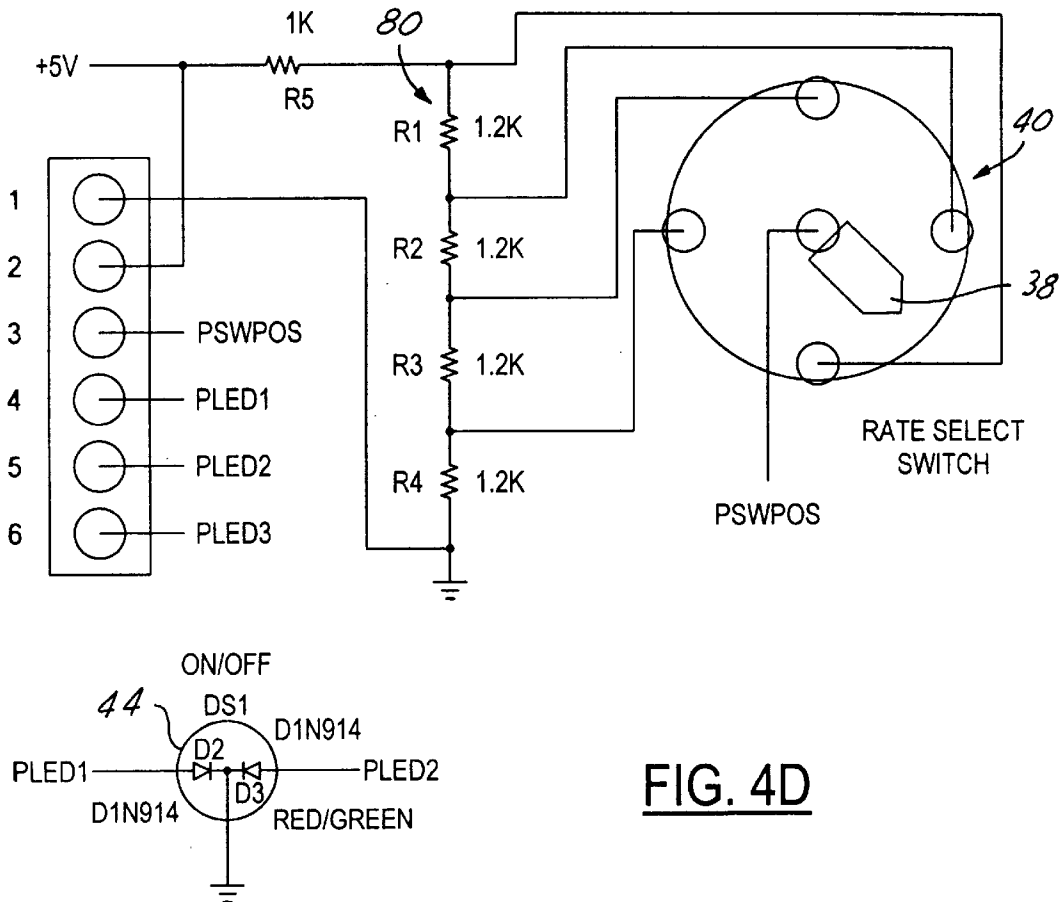 1K
80
+5V
R5
R1 1.2K
40
1
2
R2 1.2K
38
3 PSWPOS
R3 1.2K
4 PLED1
RATE SELECT
SWITCH
5 PLED2
R4 1.2K
PSWPOS
6 PLED3
ON/OFF
44
DS1
D1N914
D2
PLED1
PLED2
D3
D1N914
RED/GREEN
FIG. 4D